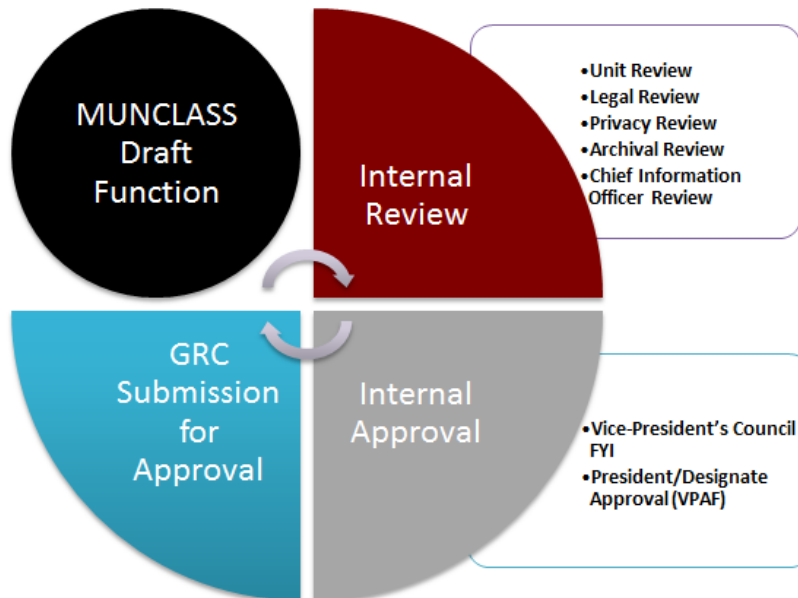 MUNCLASS
Draft
Function
Internal
Review
•Unit Review
•Legal Review
•Privacy Review
•Archival Review
•Chief Information
Officer Review
GRC
Submission
for
Approval
Internal
Approval
•Vice-President’s Council
FYI
•President/Designate
Approval (VPAF)